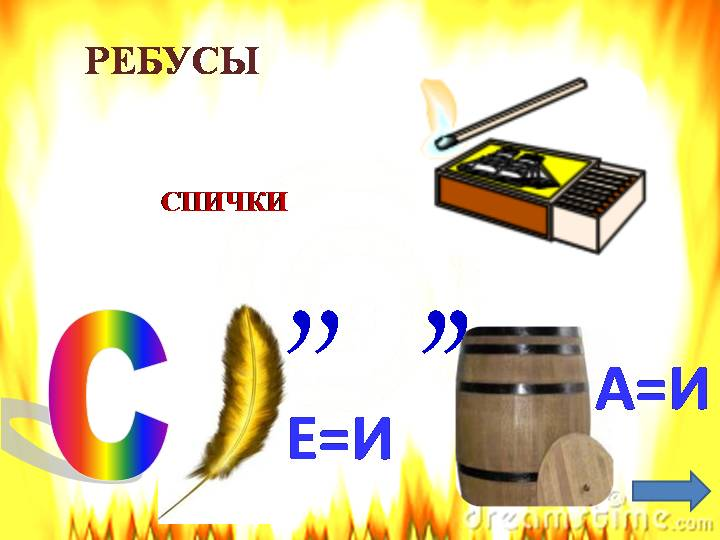 РЕБУСЫ
СПИЧКИ
С
” ”
Е=И
А=И
dreamstime.com